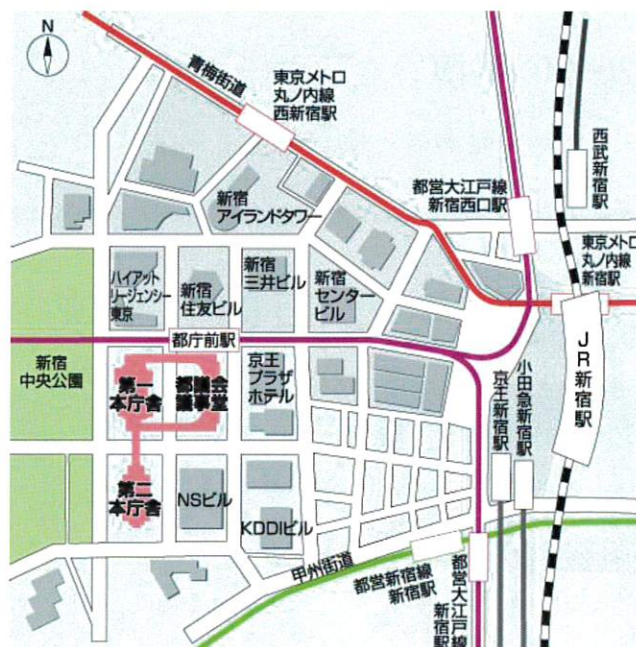 N
青梅街道
東京メトロ
丸ノ内線
西新宿駅
西武新宿駅
都営大江戸線
新宿西口駅
新宿
アイランドタワー
東京メトロ
丸ノ内線
新宿駅
ハイアット
リージェンシー
東京
新宿
住友ビル
新宿
三井ビル
新宿
センター
ビル
都庁前駅
JR新宿駅
新宿
中央公園
第一
本庁舎
都議会
議事堂
京王
プラザ
ホテル
小田急新宿駅
京王新宿駅
第二
本庁舎
NSビル
KDDIビル
甲州街道
都営新宿線
新宿駅
都営大江戸線
新宿駅